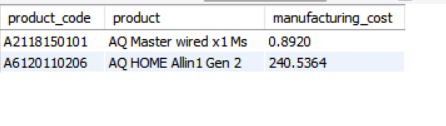 product_code product manufacturing_cost
A2118150101 AQ Master wired x1 Ms 0.8920
A6120110206 AQ HOME Allin1 Gen 2 240.5364